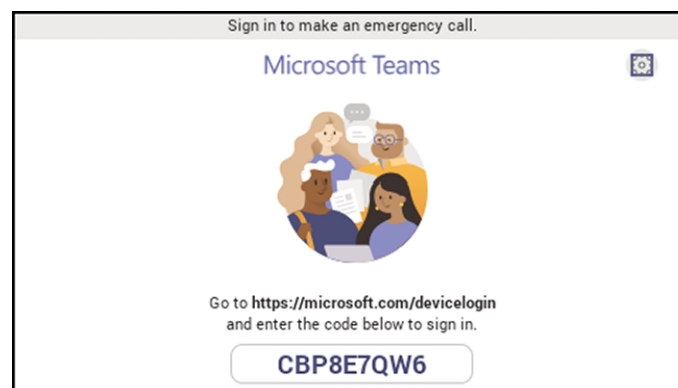 Sign in to make an emergency call.
Microsoft Teams
Go to https://microsoft.com/devicelogin
and enter the code below to sign in.
CBP8E7QW6